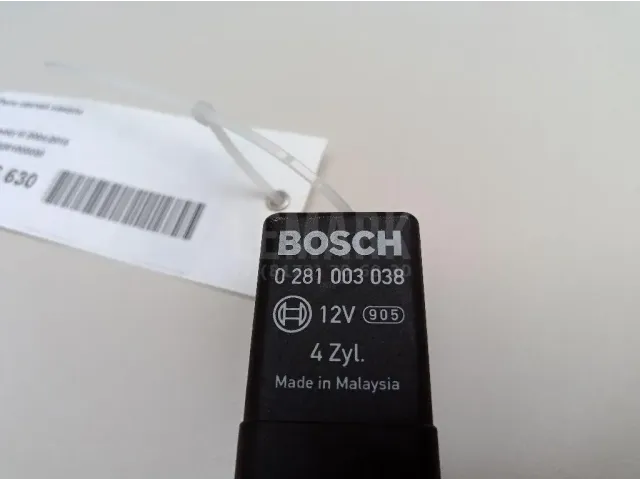 630
BOSCH
0 281 003 038
12V 905
4 Zyl.
Made in Malaysia